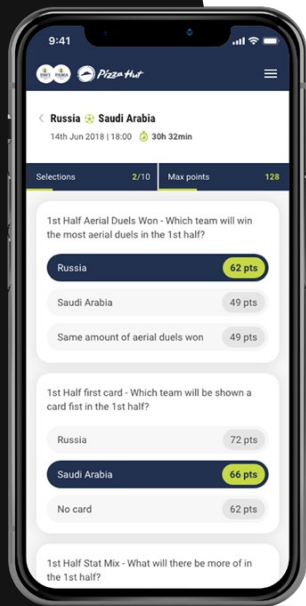 9:41
Pizza Hut
Russia Saudi Arabia
14th Jun 2018 | 18:00 30h 32min
Selections 2/10 Max points 128
1st Half Aerial Duels Won - Which team will win
the most aerial duels in the 1st half?
Russia 62 pts
Saudi Arabia 49 pts
Same amount of aerial duels won 49 pts
1st Half first card - Which team will be shown a
card fist in the 1st half?
Russia 72 pts
Saudi Arabia 66 pts
No card 62 pts
1st Half Stat Mix - What will there be more of in
the 1st half?